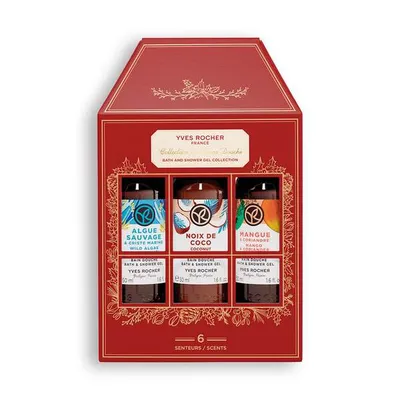 YVES ROCHER
FRANCE
BATH AND SHOWER GEL COLLECTION
ALGUE
SAUVAGE
& CRISTE MARINE
WILD ALGAE
BAIN DOUCHE
BATH & SHOWER GEL
YVES ROCHER
NOIX DE
COCO
COCONUT
BAIN DOUCHE
BATH & SHOWER GEL
YVES ROCHER
MANGUE
& CORIANDRE
MANGO
& CORIANDER
BAIN DOUCHE
BATH & SHOWER GEL
YVES ROCHER
6
SENTEURS / SCENTS